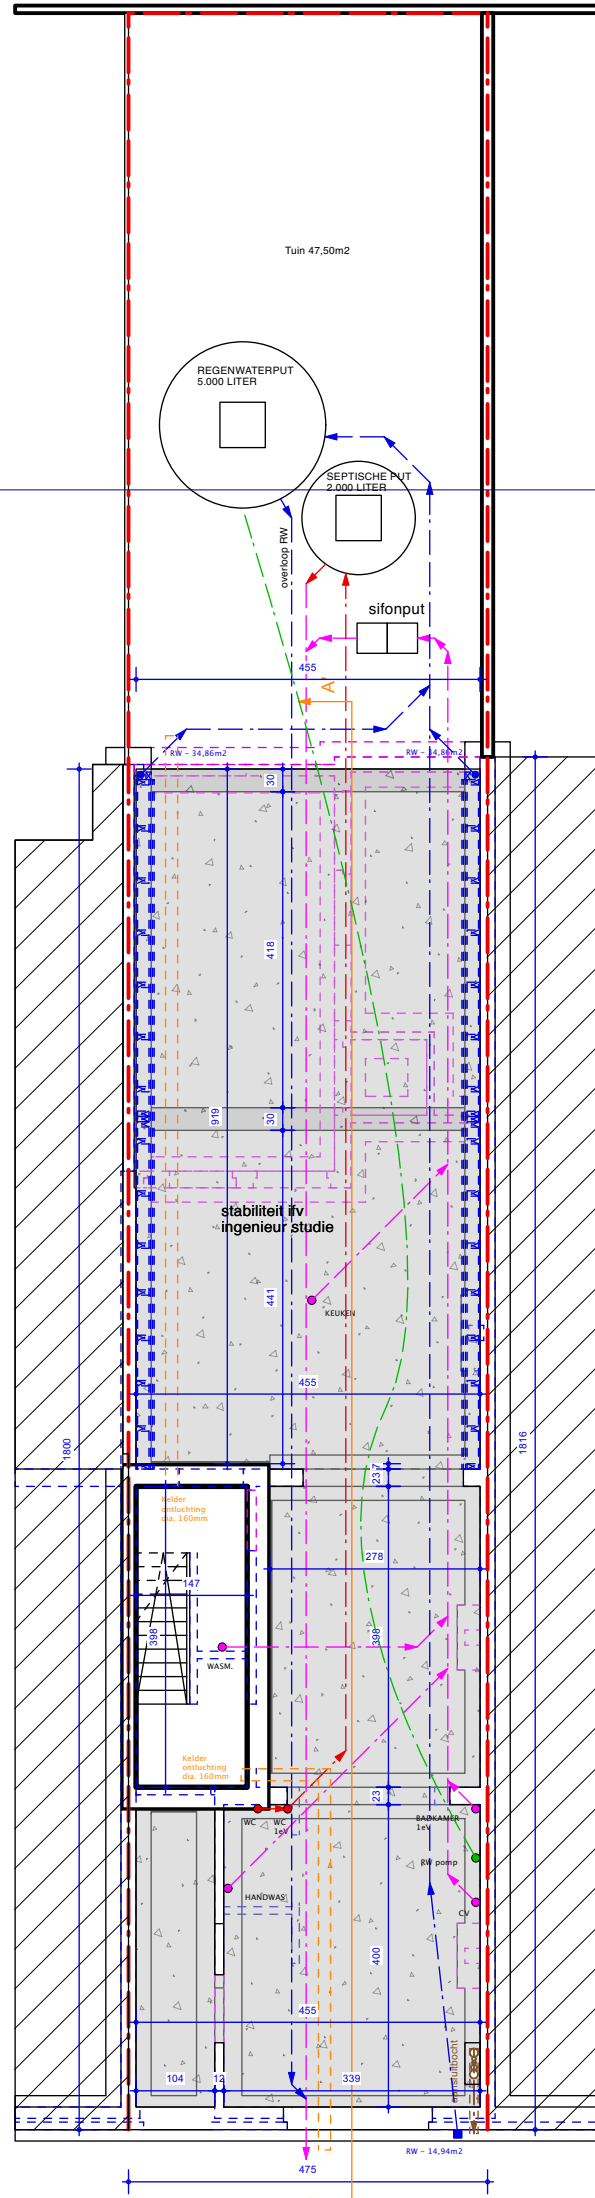 Tuin 47,50m2
REGENWATERPUT
5.000 LITER
SEPTISCHE PUT
2.000 LITER
overloop RW
sifonput
455
A'
RW - 34,86m2
RW - 34,86m2
30
418
919
30
stabiliteit ifv
ingenieur studie
441
KEUKEN
455
1800
1816
23,7
Kelder
ontluchting
dia. 160mm
278
147
398
398
WASM.
Kelder
ontluchting
dia. 160mm
23
WC
WC
1eV
BADKAMER
1eV
RW pomp
HANDWAS
CV
400
455
aansluitbocht
104
12
339
RW - 14,94m2
475